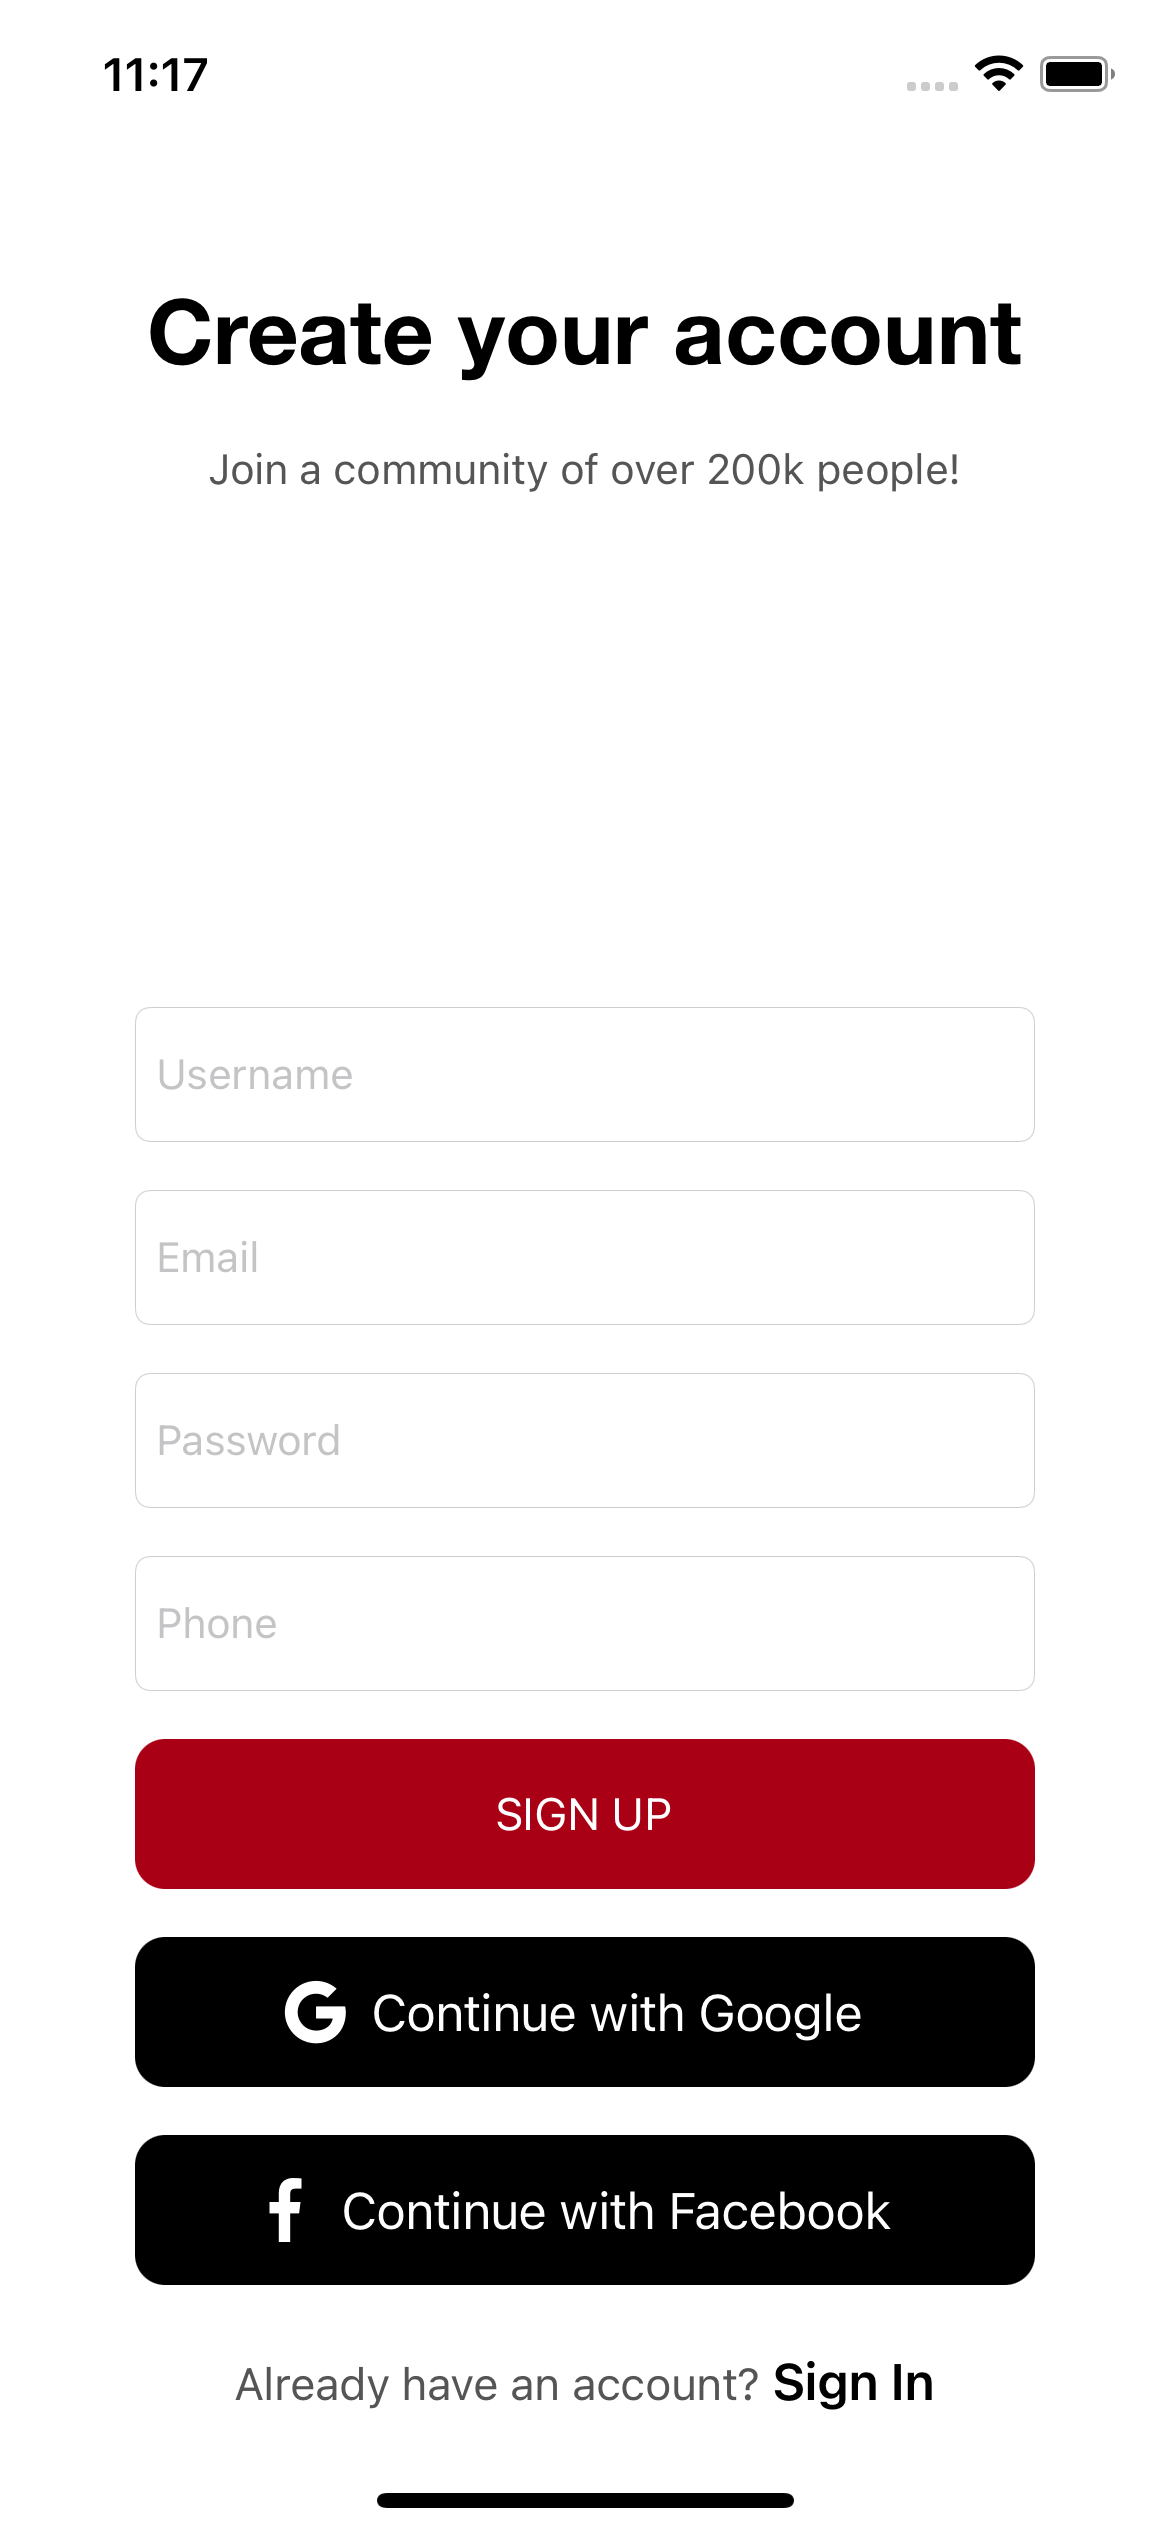 11:17
Create your account
Join a community of over 200k people!
Username
Email
Password
Phone
SIGN UP
Continue with Google
Continue with Facebook
Already have an account? Sign In